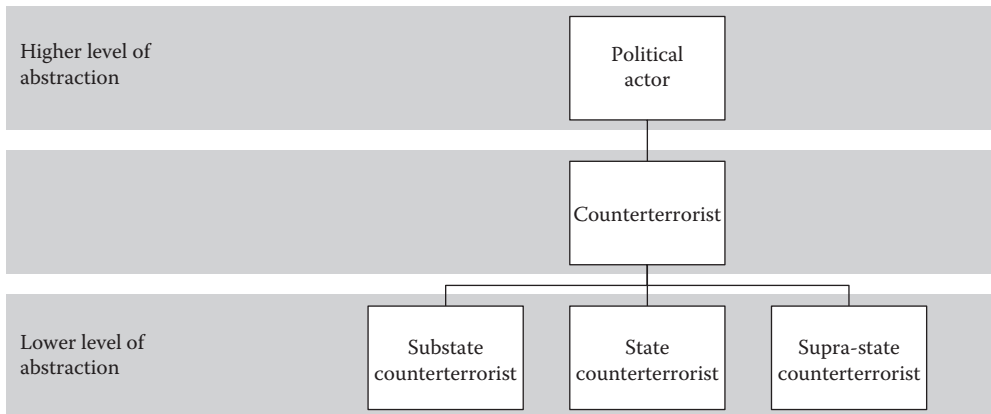 Higher level of
abstraction
Political
actor
Counterterrorist
Lower level of
abstraction
Substate
counterterrorist
State
counterterrorist
Supra-state
counterterrorist